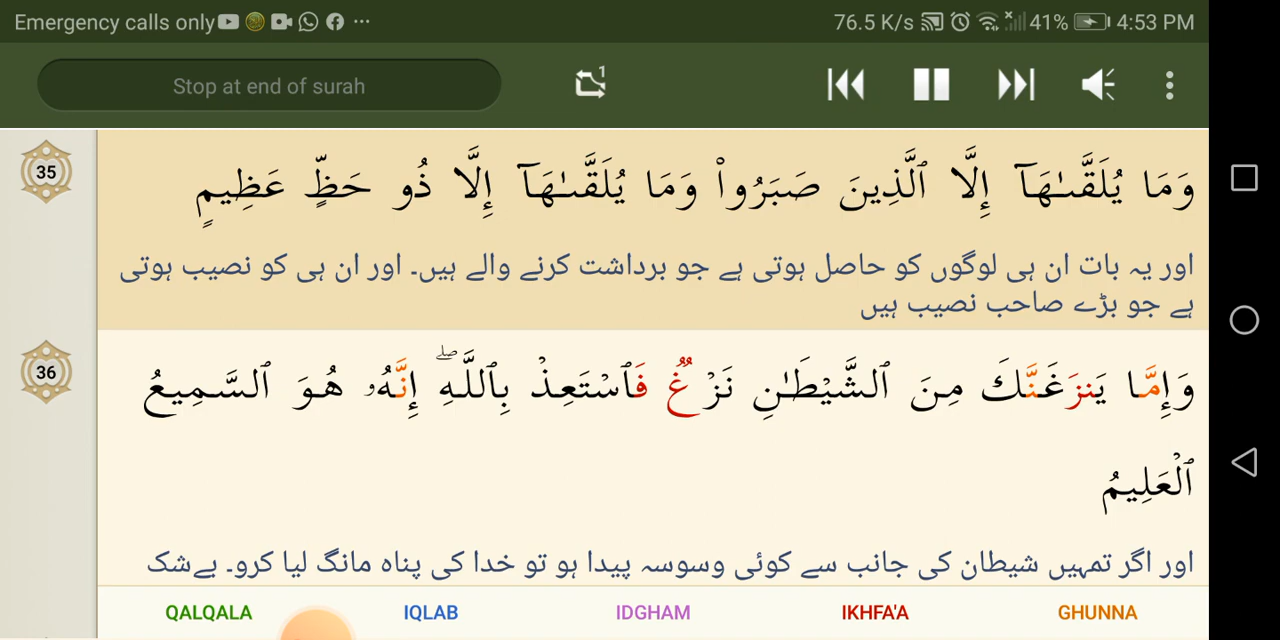 Emergency calls only ... 76.5 K/s 41% 4:53 PM
Stop at end of surah 1
35
وَمَا يُلَقَّىٰهَآ إِلَّا ٱلَّذِينَ صَبَرُوا۟ وَمَا يُلَقَّىٰهَآ إِلَّا ذُو حَظٍّ عَظِيمٍ
اور یہ بات ان ہی لوگوں کو حاصل ہوتی ہے جو برداشت کرنے والے ہیں۔ اور ان ہی کو نصیب ہوتی
ہے جو بڑے صاحب نصیب ہیں
36
وَإِمَّا يَنزَغَنَّكَ مِنَ ٱلشَّيْطَـٰنِ نَزْغٌ فَٱسْتَعِذْ بِٱللَّهِ ۖ إِنَّهُۥ هُوَ ٱلسَّمِيعُ
ٱلْعَلِيمُ
اور اگر تمہیں شیطان کی جانب سے کوئی وسوسہ پیدا ہو تو خدا کی پناہ مانگ لیا کرو۔ بےشک
QALQALA IQLAB IDGHAM IKHFA'A GHUNNA